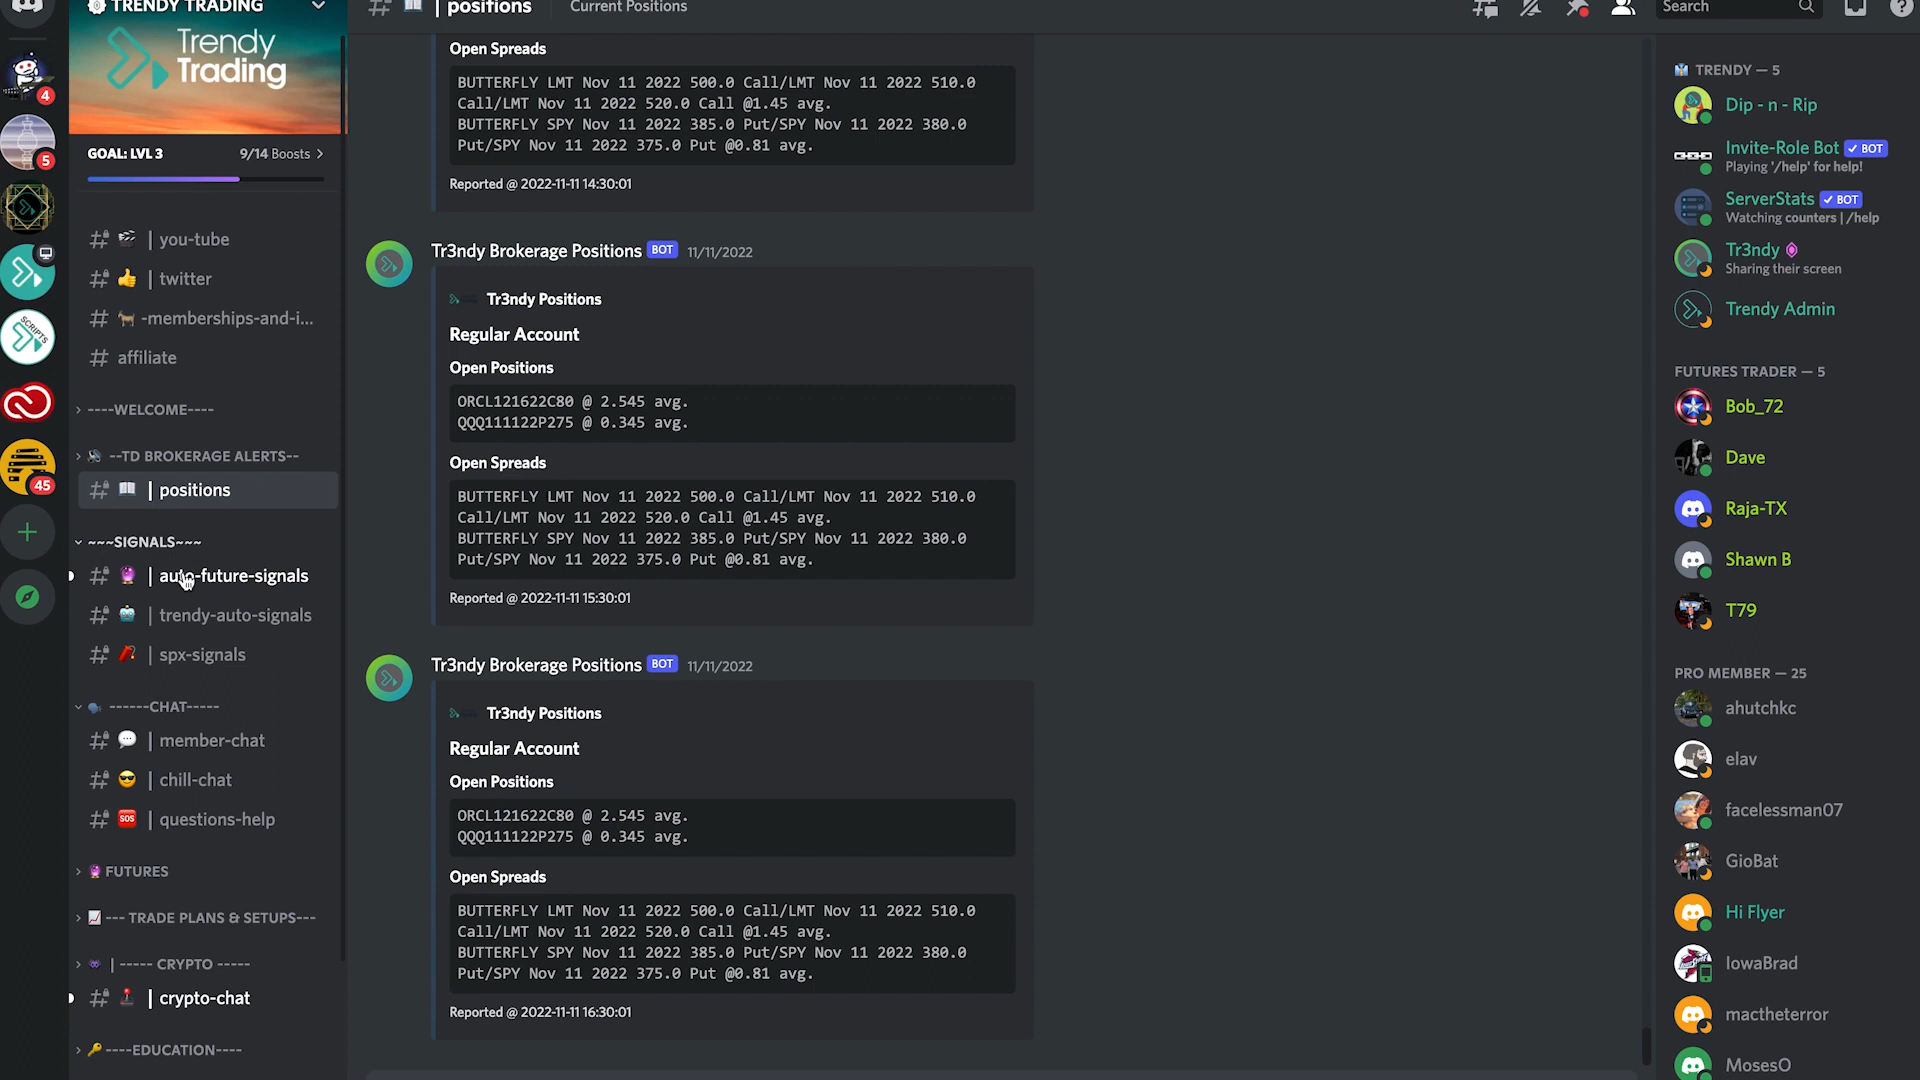 TRENDY TRADING
Trendy
Trading
GOAL: LVL 3
9/14 Boosts >
4
5
SCRIPTS
45
| you-tube
| twitter
-memberships-and-i...
affiliate
----WELCOME----
--TD BROKERAGE ALERTS--
| positions
~~~SIGNALS~~~
| auto-future-signals
| trendy-auto-signals
| spx-signals
------CHAT-----
| member-chat
| chill-chat
SOS | questions-help
FUTURES
--- TRADE PLANS & SETUPS---
| ----- CRYPTO -----
| crypto-chat
----EDUCATION----
| positions
Current Positions
Search
Open Spreads
BUTTERFLY LMT Nov 11 2022 500.0 Call/LMT Nov 11 2022 510.0
Call/LMT Nov 11 2022 520.0 Call @1.45 avg.
BUTTERFLY SPY Nov 11 2022 385.0 Put/SPY Nov 11 2022 380.0
Put/SPY Nov 11 2022 375.0 Put @0.81 avg.
Reported @ 2022-11-11 14:30:01
Tr3ndy Brokerage Positions BOT 11/11/2022
Tr3ndy Positions
Regular Account
Open Positions
ORCL121622C80 @ 2.545 avg.
QQQ111122P275 @ 0.345 avg.
Open Spreads
BUTTERFLY LMT Nov 11 2022 500.0 Call/LMT Nov 11 2022 510.0
Call/LMT Nov 11 2022 520.0 Call @1.45 avg.
BUTTERFLY SPY Nov 11 2022 385.0 Put/SPY Nov 11 2022 380.0
Put/SPY Nov 11 2022 375.0 Put @0.81 avg.
Reported @ 2022-11-11 15:30:01
Tr3ndy Brokerage Positions BOT 11/11/2022
Tr3ndy Positions
Regular Account
Open Positions
ORCL121622C80 @ 2.545 avg.
QQQ111122P275 @ 0.345 avg.
Open Spreads
BUTTERFLY LMT Nov 11 2022 500.0 Call/LMT Nov 11 2022 510.0
Call/LMT Nov 11 2022 520.0 Call @1.45 avg.
BUTTERFLY SPY Nov 11 2022 385.0 Put/SPY Nov 11 2022 380.0
Put/SPY Nov 11 2022 375.0 Put @0.81 avg.
Reported @ 2022-11-11 16:30:01
TRENDY — 5
Dip - n - Rip
Invite-Role Bot ✓ BOT
Playing '/help' for help!
ServerStats ✓ BOT
Watching counters | /help
Tr3ndy
Sharing their screen
Trendy Admin
FUTURES TRADER — 5
Bob_72
Dave
Raja-TX
Shawn B
T79
PRO MEMBER — 25
ahutchkc
elav
facelessman07
GioBat
Hi Flyer
IowaBrad
mactheterror
MosesO